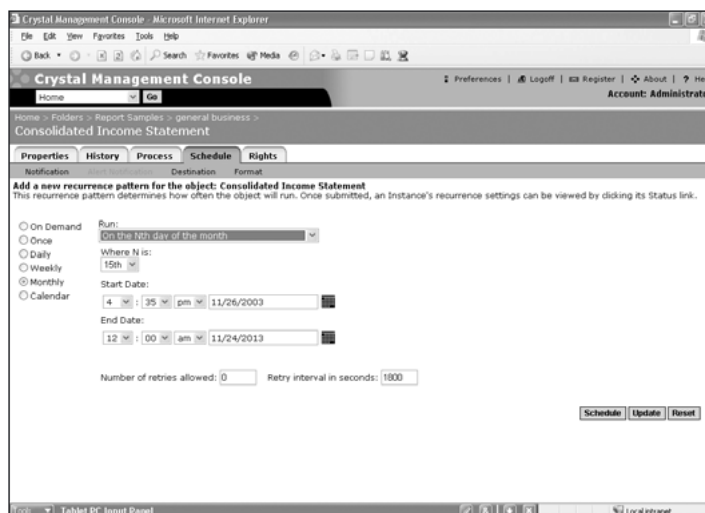 Crystal Management Console - Microsoft Internet Explorer
File Edit View Favorites Tools Help
Back Search Favorites Media
Crystal Management Console
Preferences | Logoff | Register | About | ? He
Home Go
Account: Administrat
Home > Folders > Report Samples > general business >
Consolidated Income Statement
Properties History Process Schedule Rights
Notification Alert Notification Destination Format
Add a new recurrence pattern for the object: Consolidated Income Statement
This recurrence pattern determines how often the object will run. Once submitted, an Instance's recurrence settings can be viewed by clicking its Status link.
On Demand
Once
Daily
Weekly
Monthly
Calendar
Run:
On the Nth day of the month
Where N is:
15th
Start Date:
4 : 35 pm 11/26/2003
End Date:
12 : 00 am 11/24/2013
Number of retries allowed: 0 Retry interval in seconds: 1800
Schedule Update Reset
Tools Tablet PC Input Panel
Local intranet